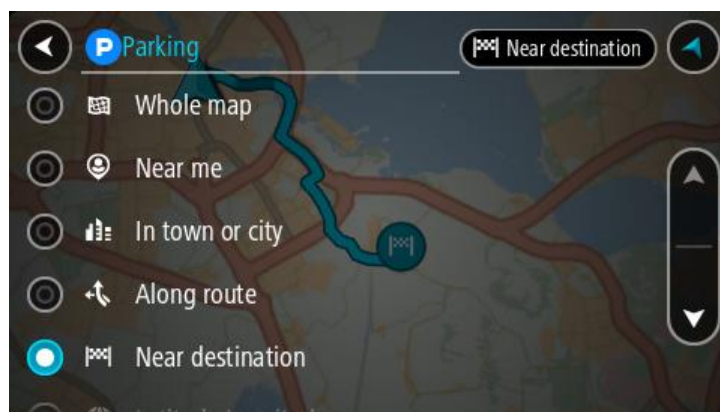 P Parking
Near destination
Whole map
Near me
In town or city
Along route
Near destination